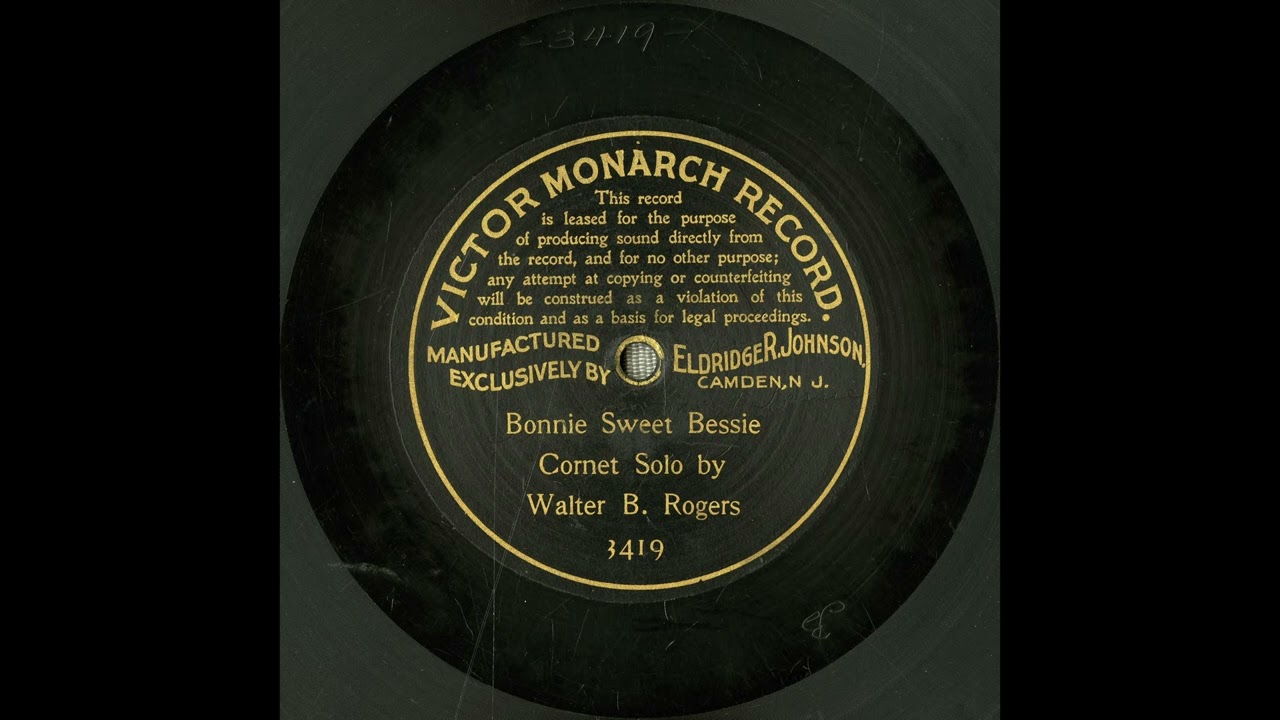 -3419-
VICTOR MONARCH RECORD.
This record
is leased for the purpose
of producing sound directly from
the record, and for no other purpose;
any attempt at copying or counterfeiting
will be construed as a violation of this
condition and as a basis for legal proceedings.
MANUFACTURED
EXCLUSIVELY BY
ELDRIDGE R. JOHNSON,
CAMDEN, N J.
Bonnie Sweet Bessie
Cornet Solo by
Walter B. Rogers
3419